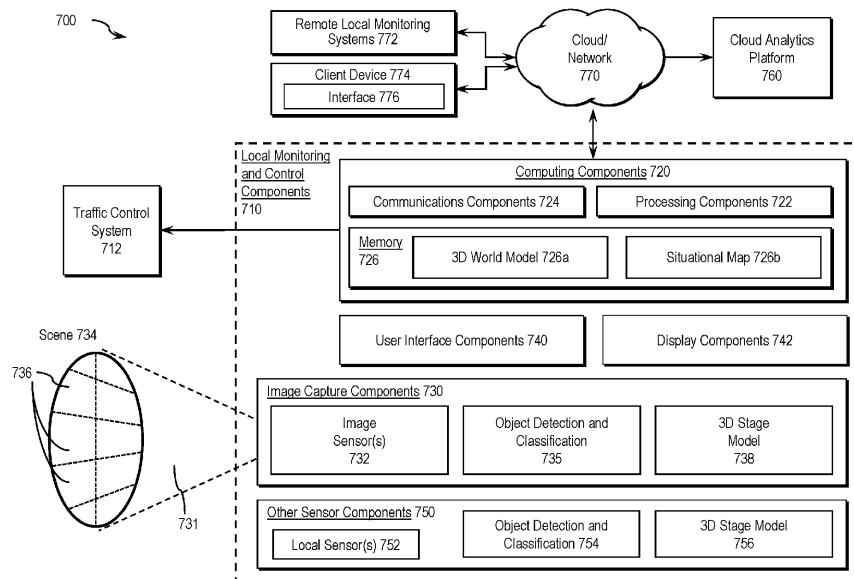 700
Remote Local Monitoring
Systems 772
Client Device 774
Interface 776
Cloud/
Network
770
Cloud Analytics
Platform
760
Local Monitoring
and Control
Components
710
Computing Components 720
Communications Components 724
Processing Components 722
Memory
726
3D World Model 726a
Situational Map 726b
Traffic Control
System
712
User Interface Components 740
Display Components 742
Scene 734
736
731
Image Capture Components 730
Image
Sensor(s)
732
Object Detection and
Classification
735
3D Stage
Model
738
Other Sensor Components 750
Local Sensor(s) 752
Object Detection and
Classification 754
3D Stage Model
756